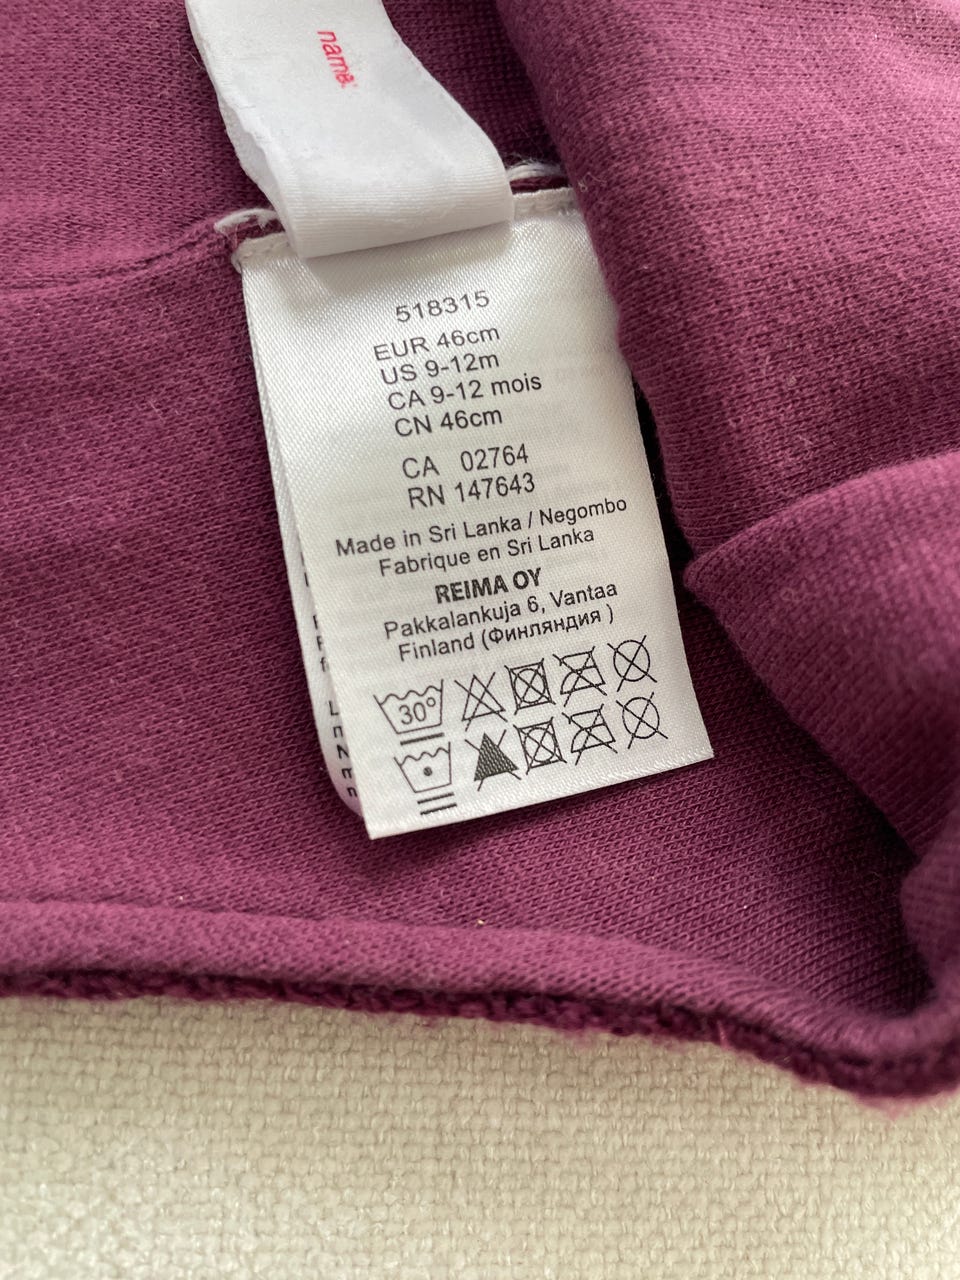 name:
518315
EUR 46cm
US 9-12m
CA 9-12 mois
CN 46cm
CA 02764
RN 147643
Made in Sri Lanka / Negombo
Fabrique en Sri Lanka
REIMA OY
Pakkalankuja 6, Vantaa
Finland (Финляндия )
30°